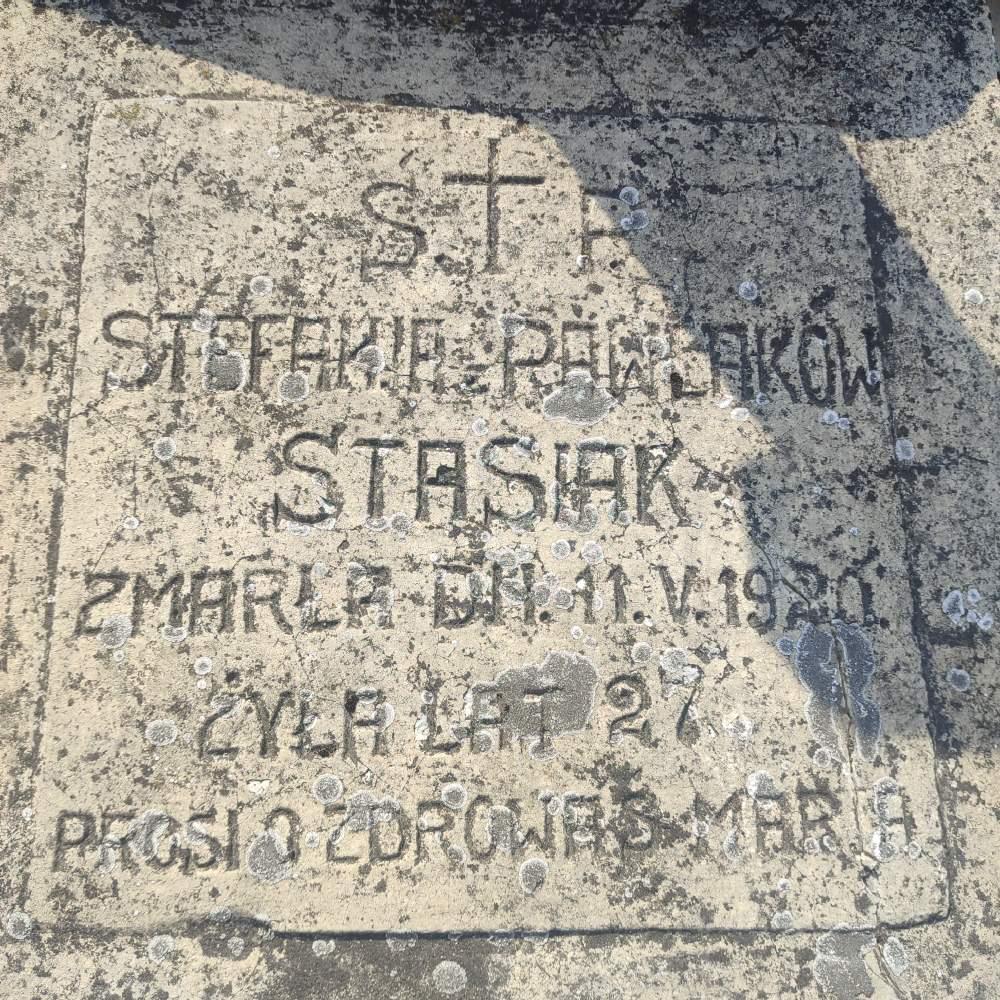 Ś † P
STEFANIA Z PAWLAKÓW
STASIAK
ZMARŁA DN. 11. V. 1920.
ŻYŁA LAT 27
PROSI O ZDROWAŚ MARJA